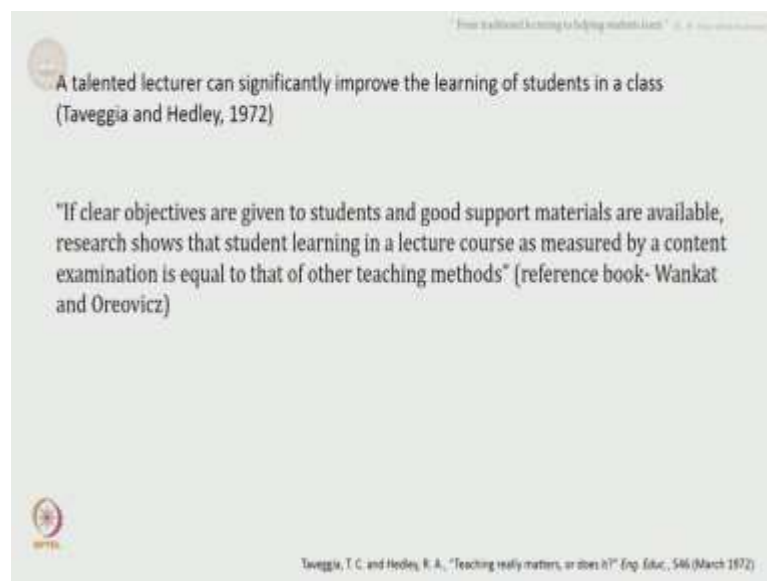 A talented lecturer can significantly improve the learning of students in a class
(Taveggia and Hedley, 1972)
"If clear objectives are given to students and good support materials are available,
research shows that student learning in a lecture course as measured by a content
examination is equal to that of other teaching methods" (reference book- Wankat
and Oreovicz)
NPTEL
Taveggia, T. C. and Hedley, R. A., "Teaching really matters, or does it?" Eng. Educ., 546 (March 1972)